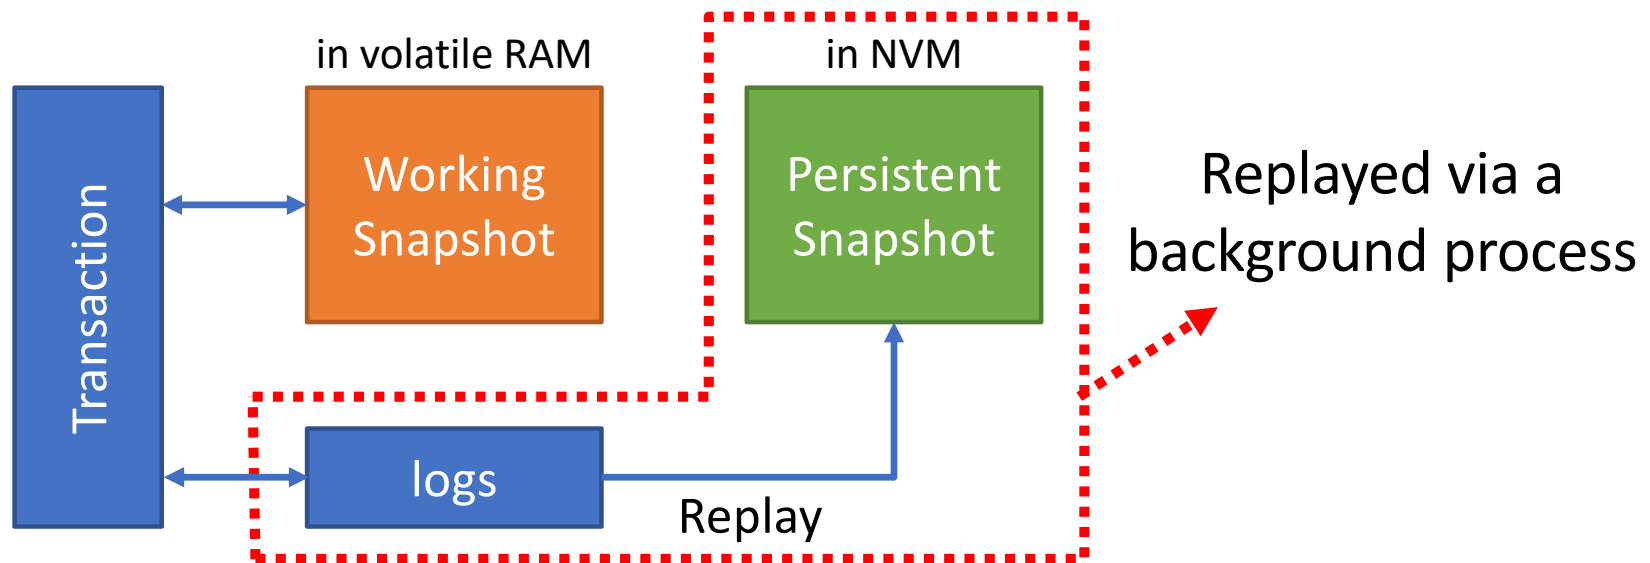 in volatile RAM
in NVM
Transaction
Working
Snapshot
Persistent
Snapshot
Replayed via a
background process
logs
Replay